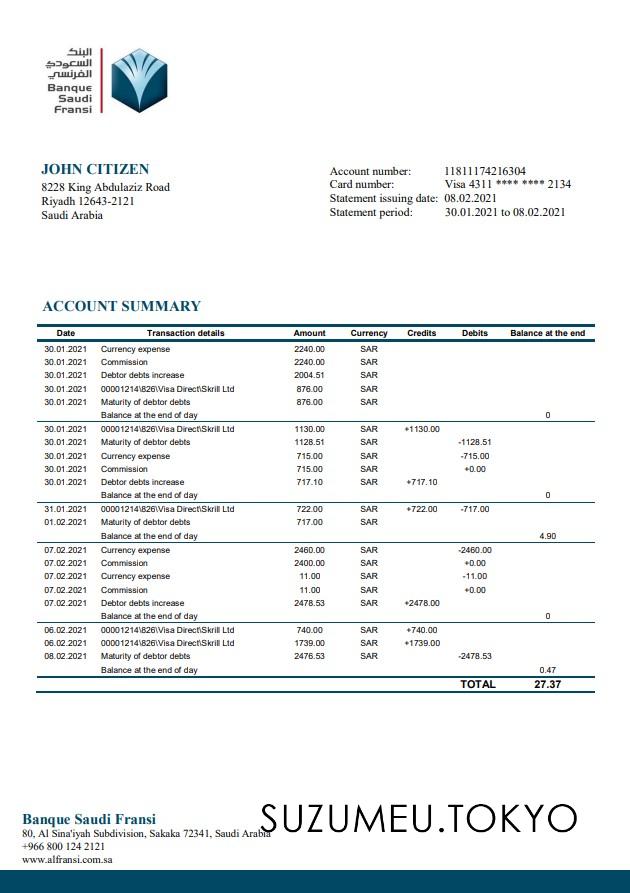 البنك
السعودي
الفرنسي
Banque
Saudi
Fransi
JOHN CITIZEN
8228 King Abdulaziz Road
Riyadh 12643-2121
Saudi Arabia
Account number: 11811174216304
Card number: Visa 4311 **** **** 2134
Statement issuing date: 08.02.2021
Statement period: 30.01.2021 to 08.02.2021
ACCOUNT SUMMARY
Date Transaction details Amount Currency Credits Debits Balance at the end
30.01.2021 Currency expense 2240.00 SAR
30.01.2021 Commission 2240.00 SAR
30.01.2021 Debtor debts increase 2004.51 SAR
30.01.2021 00001214\826\Visa Direct\Skrill Ltd 876.00 SAR
30.01.2021 Maturity of debtor debts 876.00 SAR
Balance at the end of day 0
30.01.2021 00001214\826\Visa Direct\Skrill Ltd 1130.00 SAR +1130.00
30.01.2021 Maturity of debtor debts 1128.51 SAR -1128.51
30.01.2021 Currency expense 715.00 SAR -715.00
30.01.2021 Commission 715.00 SAR +0.00
30.01.2021 Debtor debts increase 717.10 SAR +717.10
Balance at the end of day 0
31.01.2021 00001214\826\Visa Direct\Skrill Ltd 722.00 SAR +722.00 -717.00
01.02.2021 Maturity of debtor debts 717.00 SAR
Balance at the end of day 4.90
07.02.2021 Currency expense 2460.00 SAR -2460.00
07.02.2021 Commission 2400.00 SAR +0.00
07.02.2021 Currency expense 11.00 SAR -11.00
07.02.2021 Commission 11.00 SAR +0.00
07.02.2021 Debtor debts increase 2478.53 SAR +2478.00
Balance at the end of day 0
06.02.2021 00001214\826\Visa Direct\Skrill Ltd 740.00 SAR +740.00
06.02.2021 00001214\826\Visa Direct\Skrill Ltd 1739.00 SAR +1739.00
08.02.2021 Maturity of debtor debts 2476.53 SAR -2478.53
Balance at the end of day 0.47
TOTAL 27.37
Banque Saudi Fransi
80, Al Sina'iyah Subdivision, Sakaka 72341, Saudi Arabia
+966 800 124 2121
www.alfransi.com.sa
SUZUMEU.TOKYO